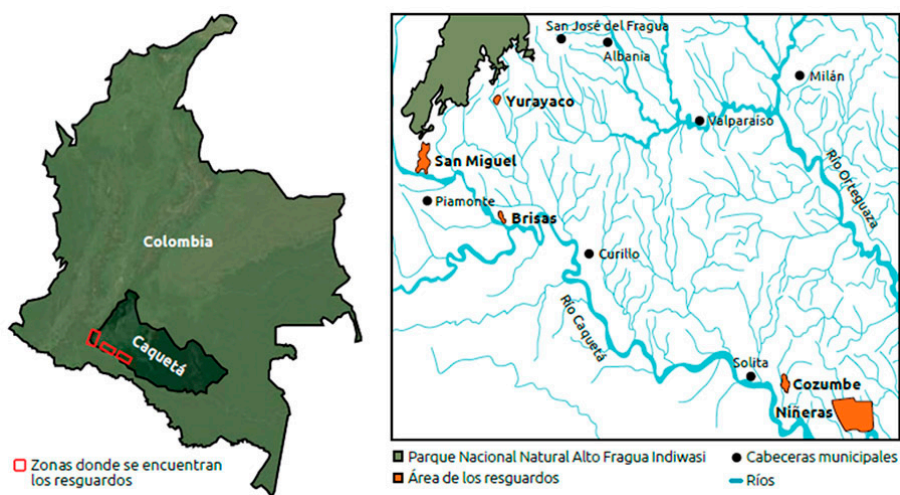 Colombia
Caquetá
Zonas donde se encuentran
los resguardos
San José del Fragua
Albania
Milán
Yurayaco
Valparaíso
San Miguel
Río Orteguaza
Piamonte
Brisas
Curillo
Río Caquetá
Solita
Cozumbe
Niñeras
Parque Nacional Natural Alto Fragua Indiwasi
Cabeceras municipales
Área de los resguardos
Ríos